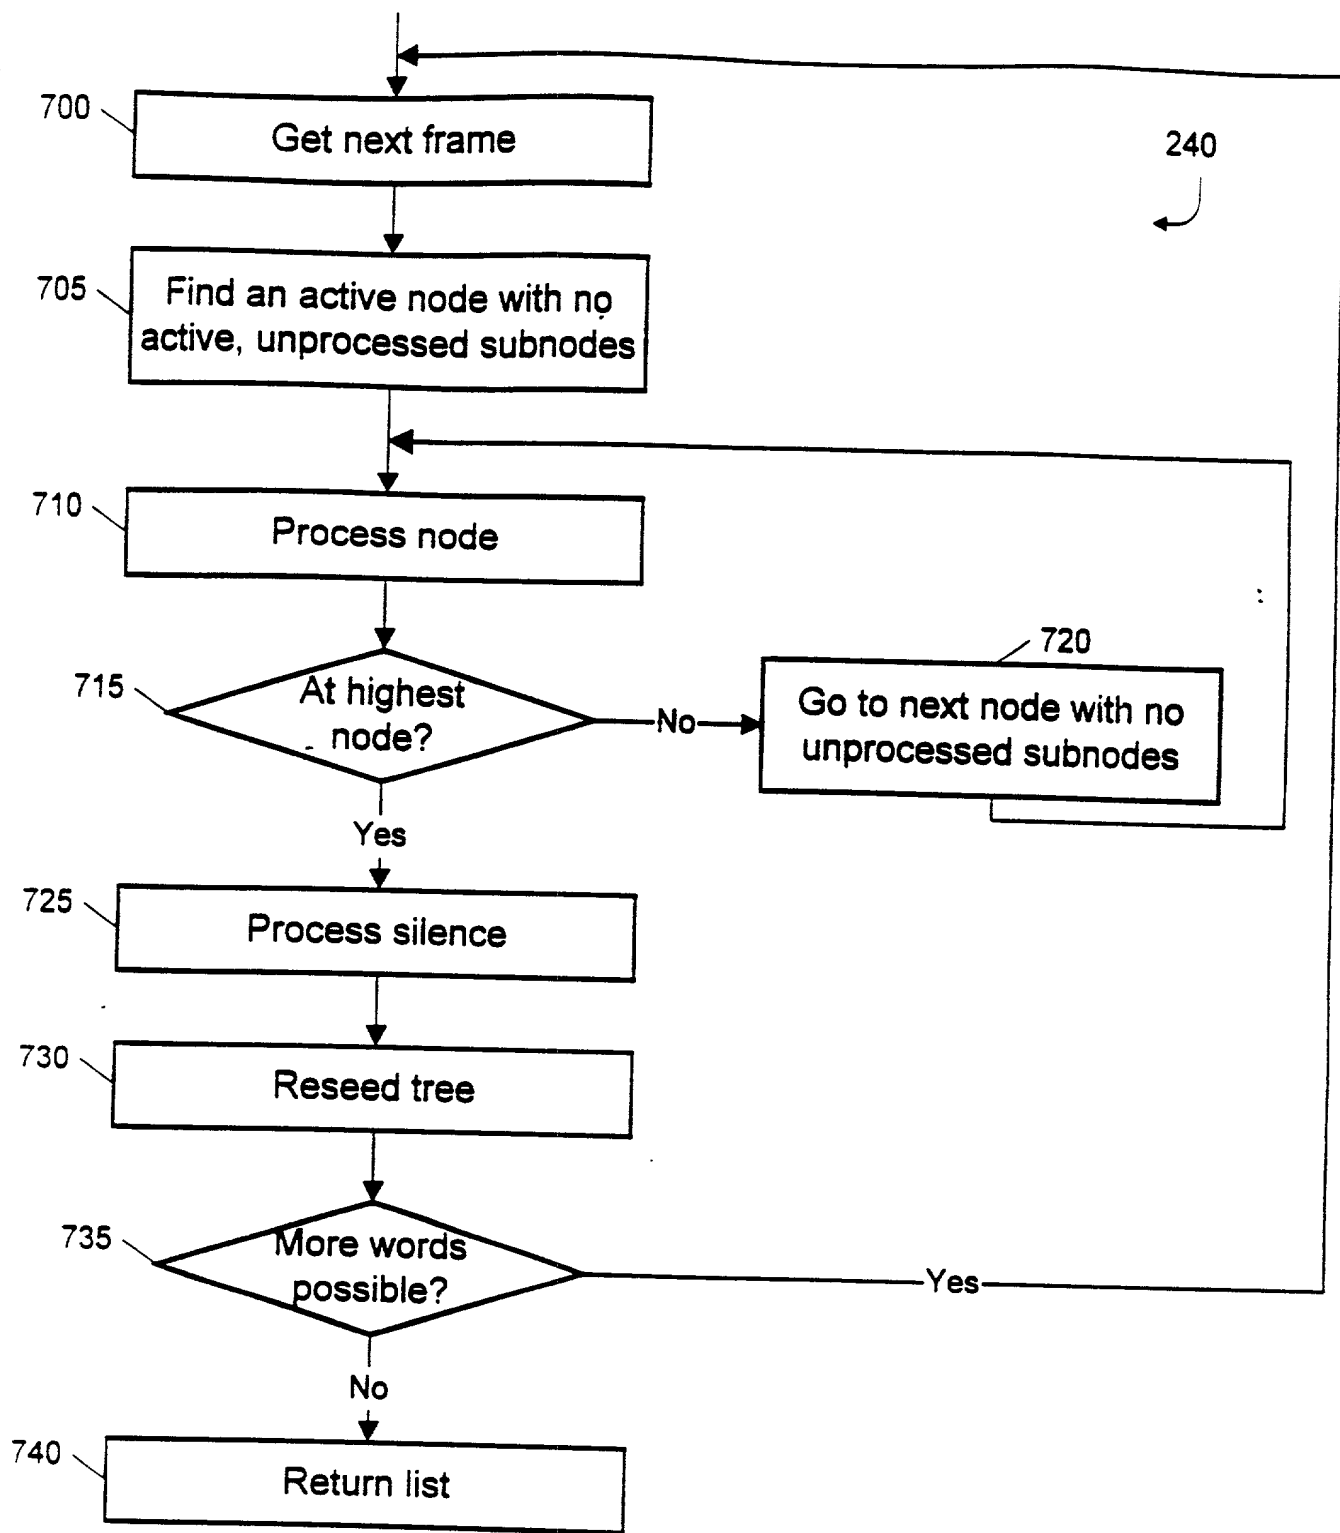 700
Get next frame
240
705
Find an active node with no
active, unprocessed subnodes
710
Process node
720
715
At highest
node?
No
Go to next node with no
unprocessed subnodes
Yes
725
Process silence
730
Reseed tree
735
More words
possible?
Yes
No
740
Return list